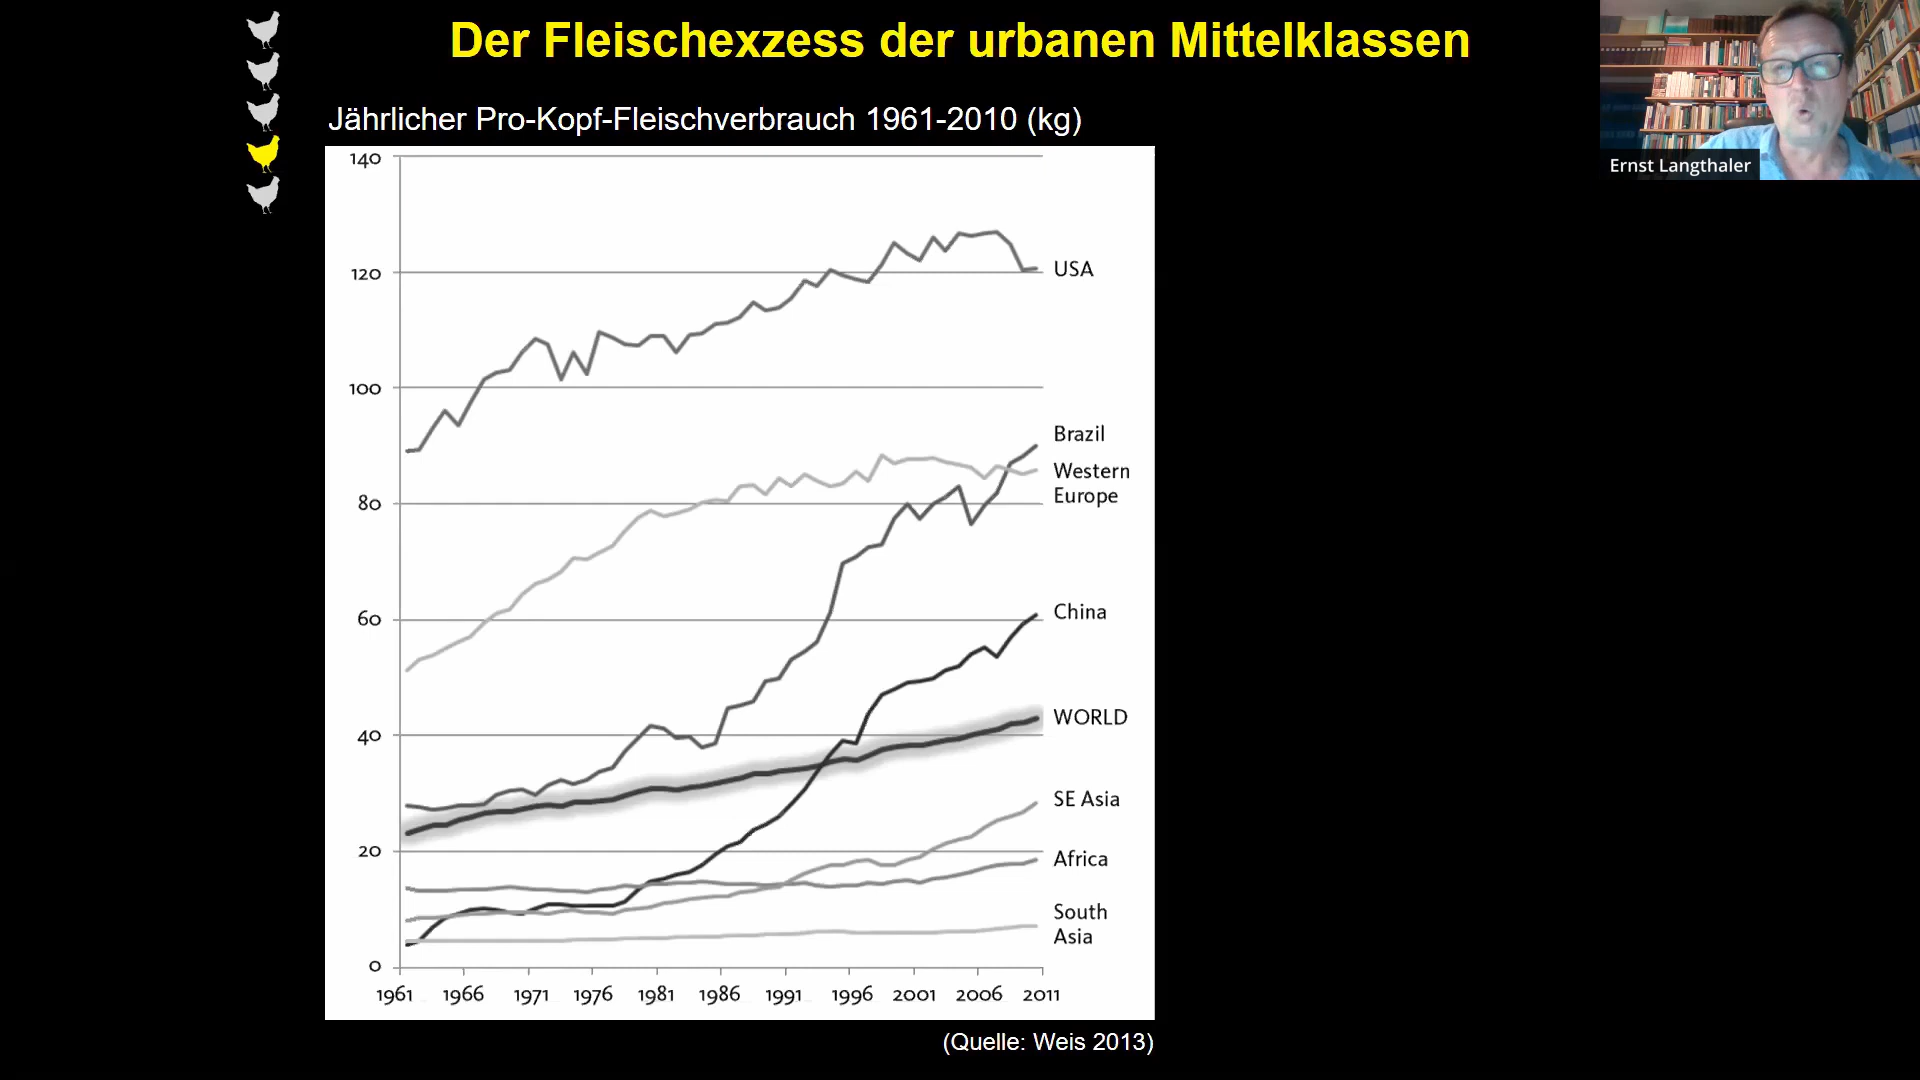 Der Fleischexzess der urbanen Mittelklassen
Ernst Langthaler
Jährlicher Pro-Kopf-Fleischverbrauch 1961-2010 (kg)
140
120
100
80
60
40
20
0
USA
Brazil
Western
Europe
China
WORLD
SE Asia
Africa
South
Asia
1961 1966 1971 1976 1981 1986 1991 1996 2001 2006 2011
(Quelle: Weis 2013)